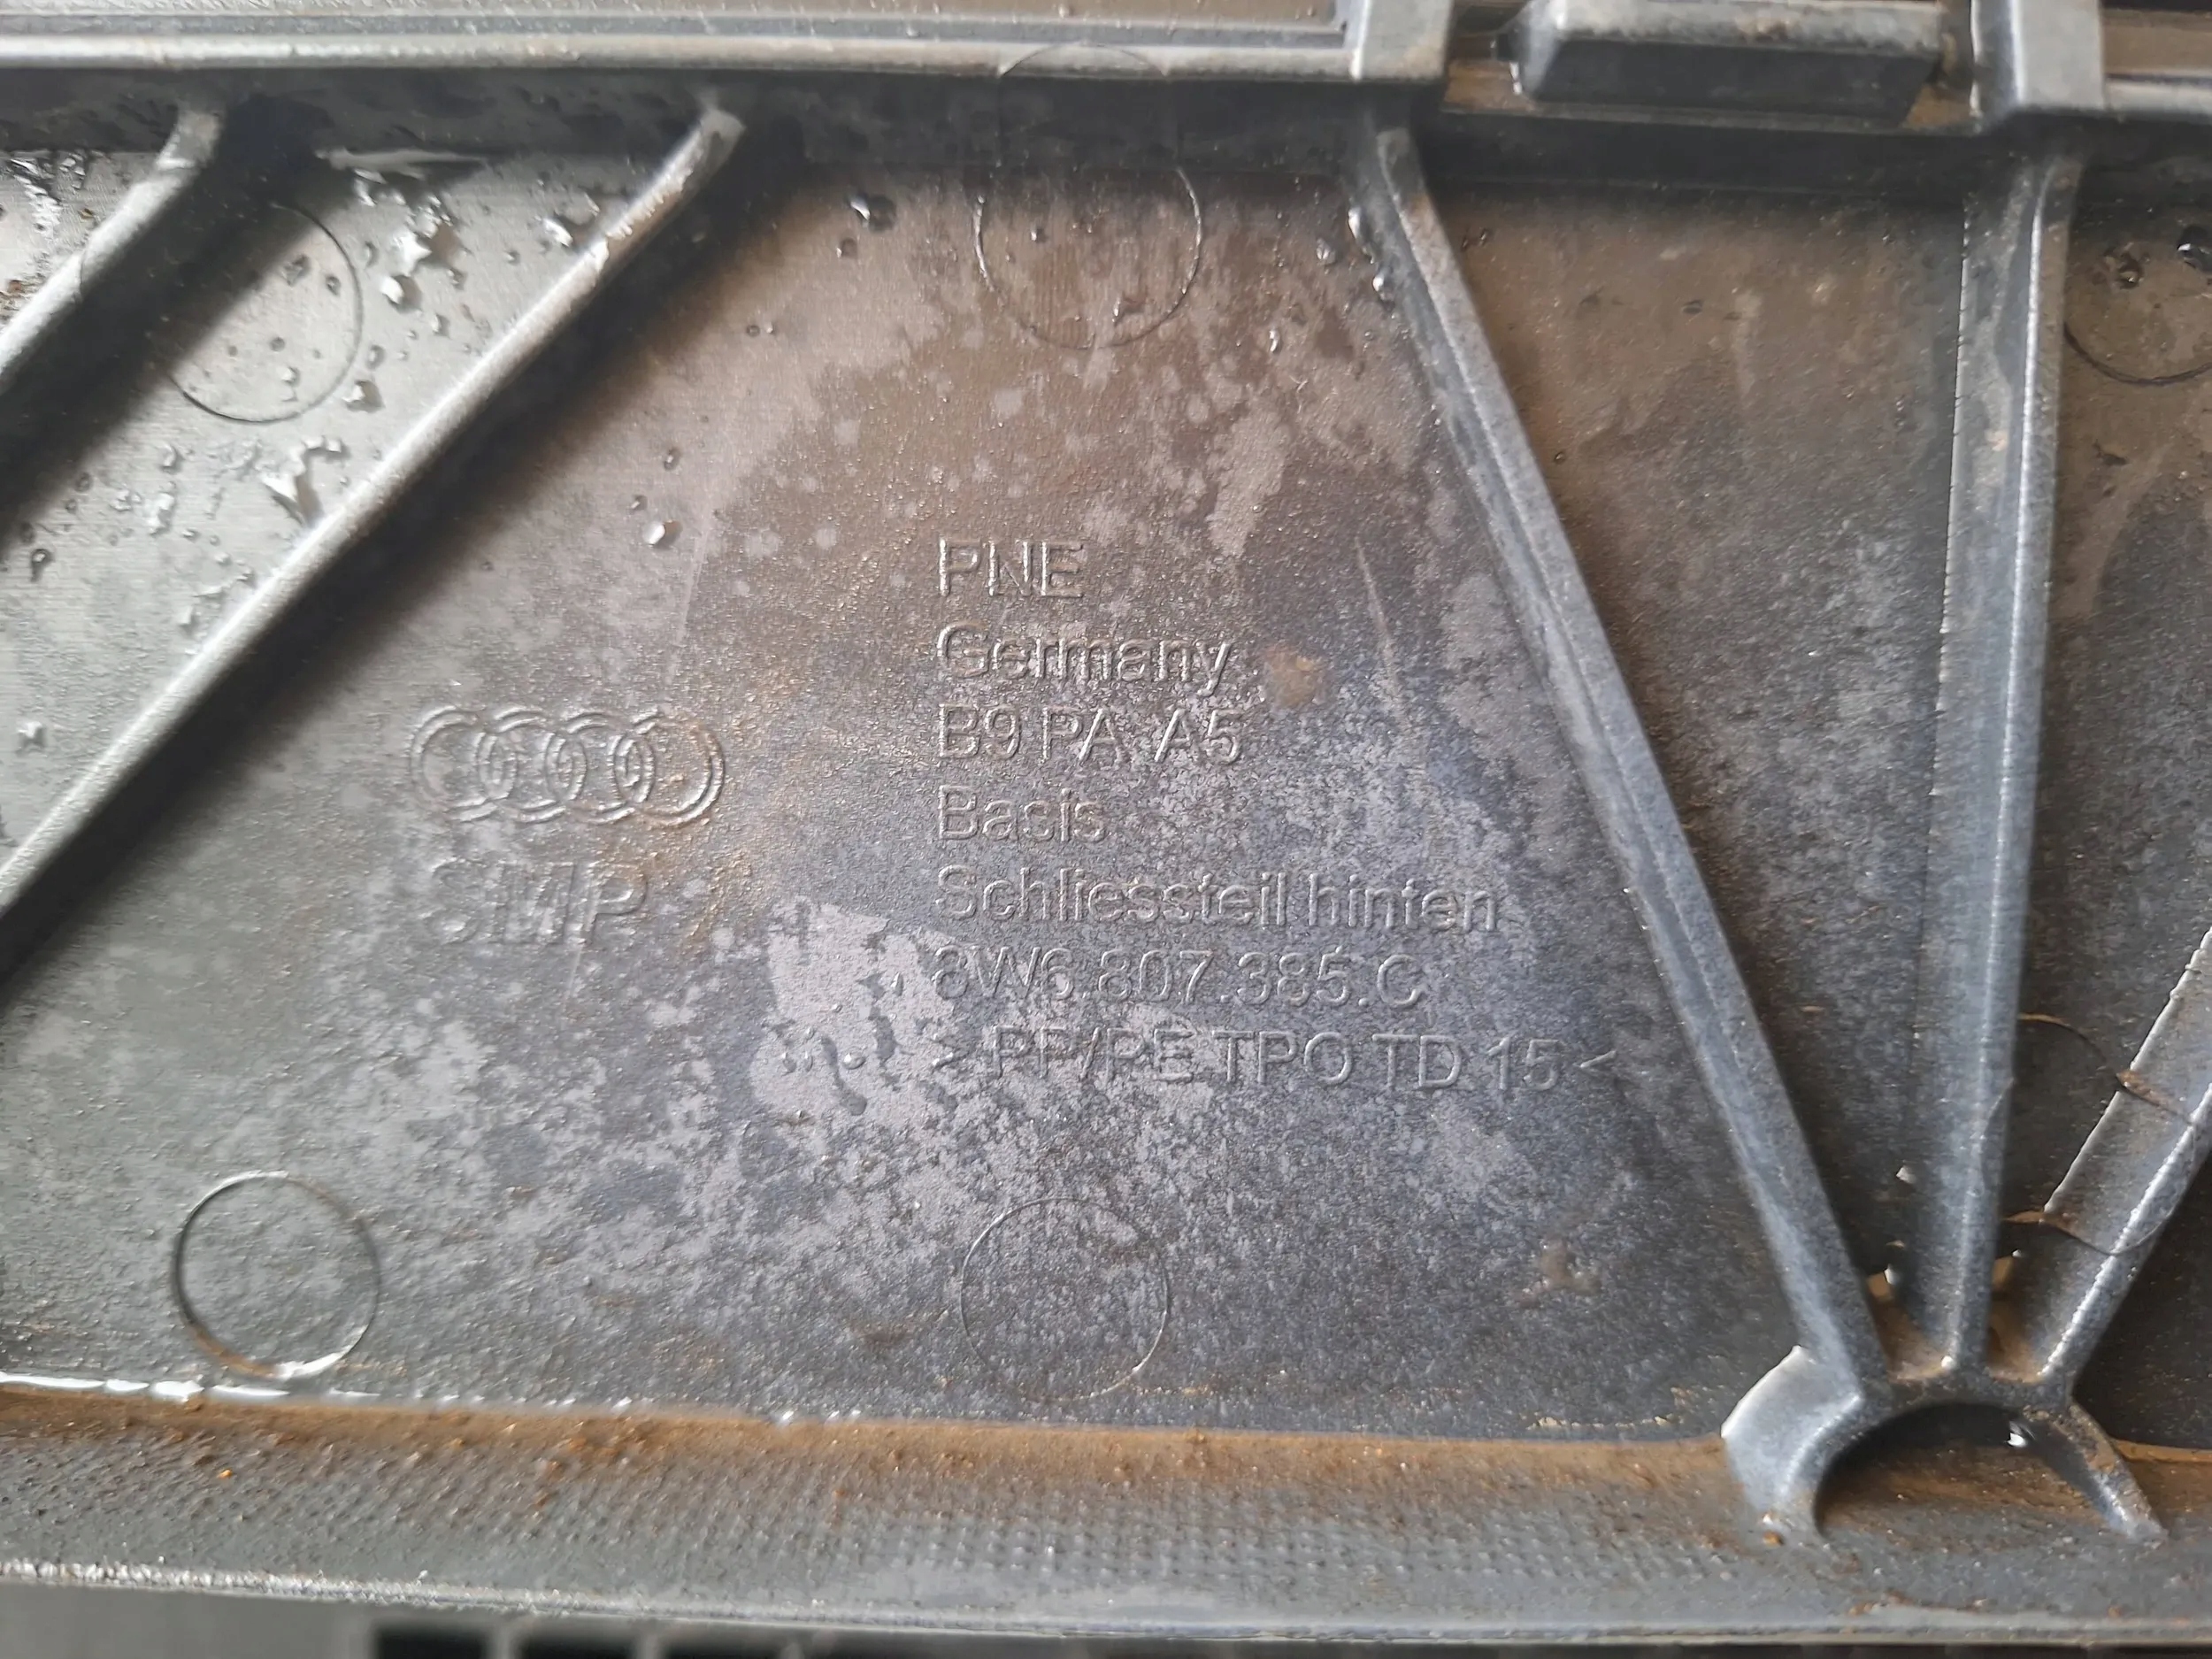 PNE
Germany
B9 PA A5
SMP
Basis
Schliessteil hinten
8W6.807.385.C
> PP/PE TPO TD 15 <